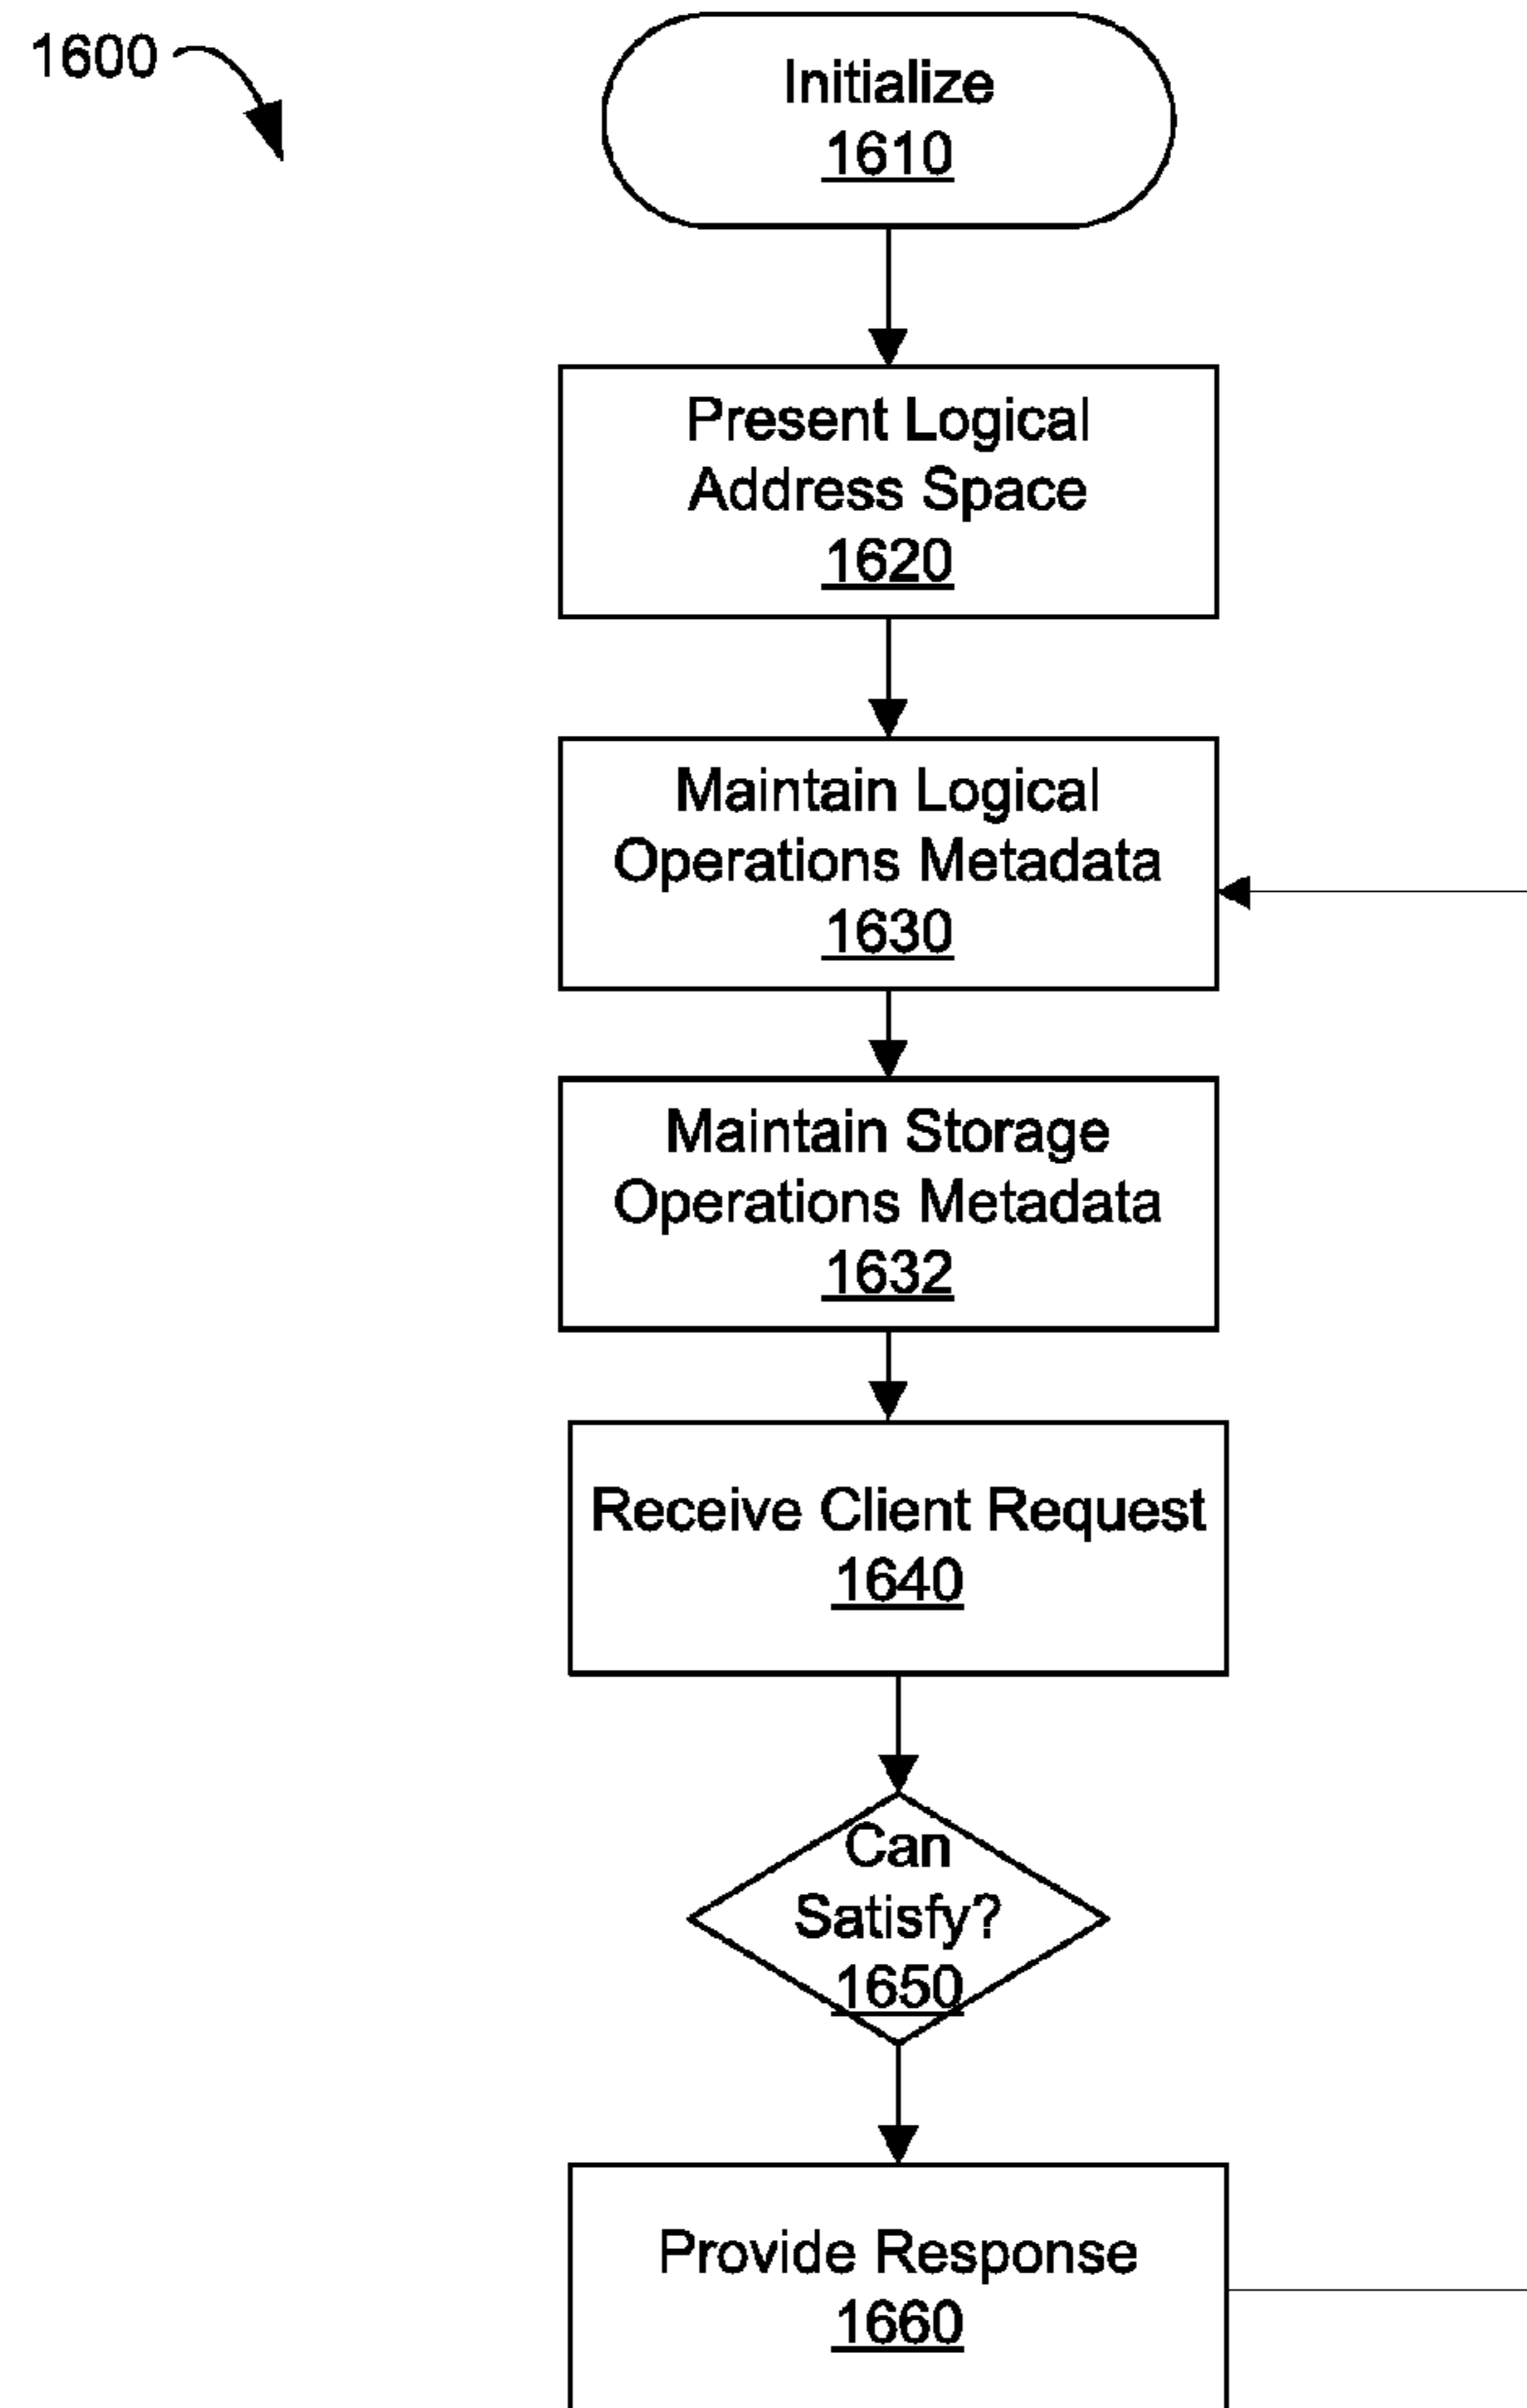 1600
Initialize
1610
Present Logical
Address Space
1620
Maintain Logical
Operations Metadata
1630
Maintain Storage
Operations Metadata
1632
Receive Client Request
1640
Can
Satisfy?
1650
Provide Response
1660